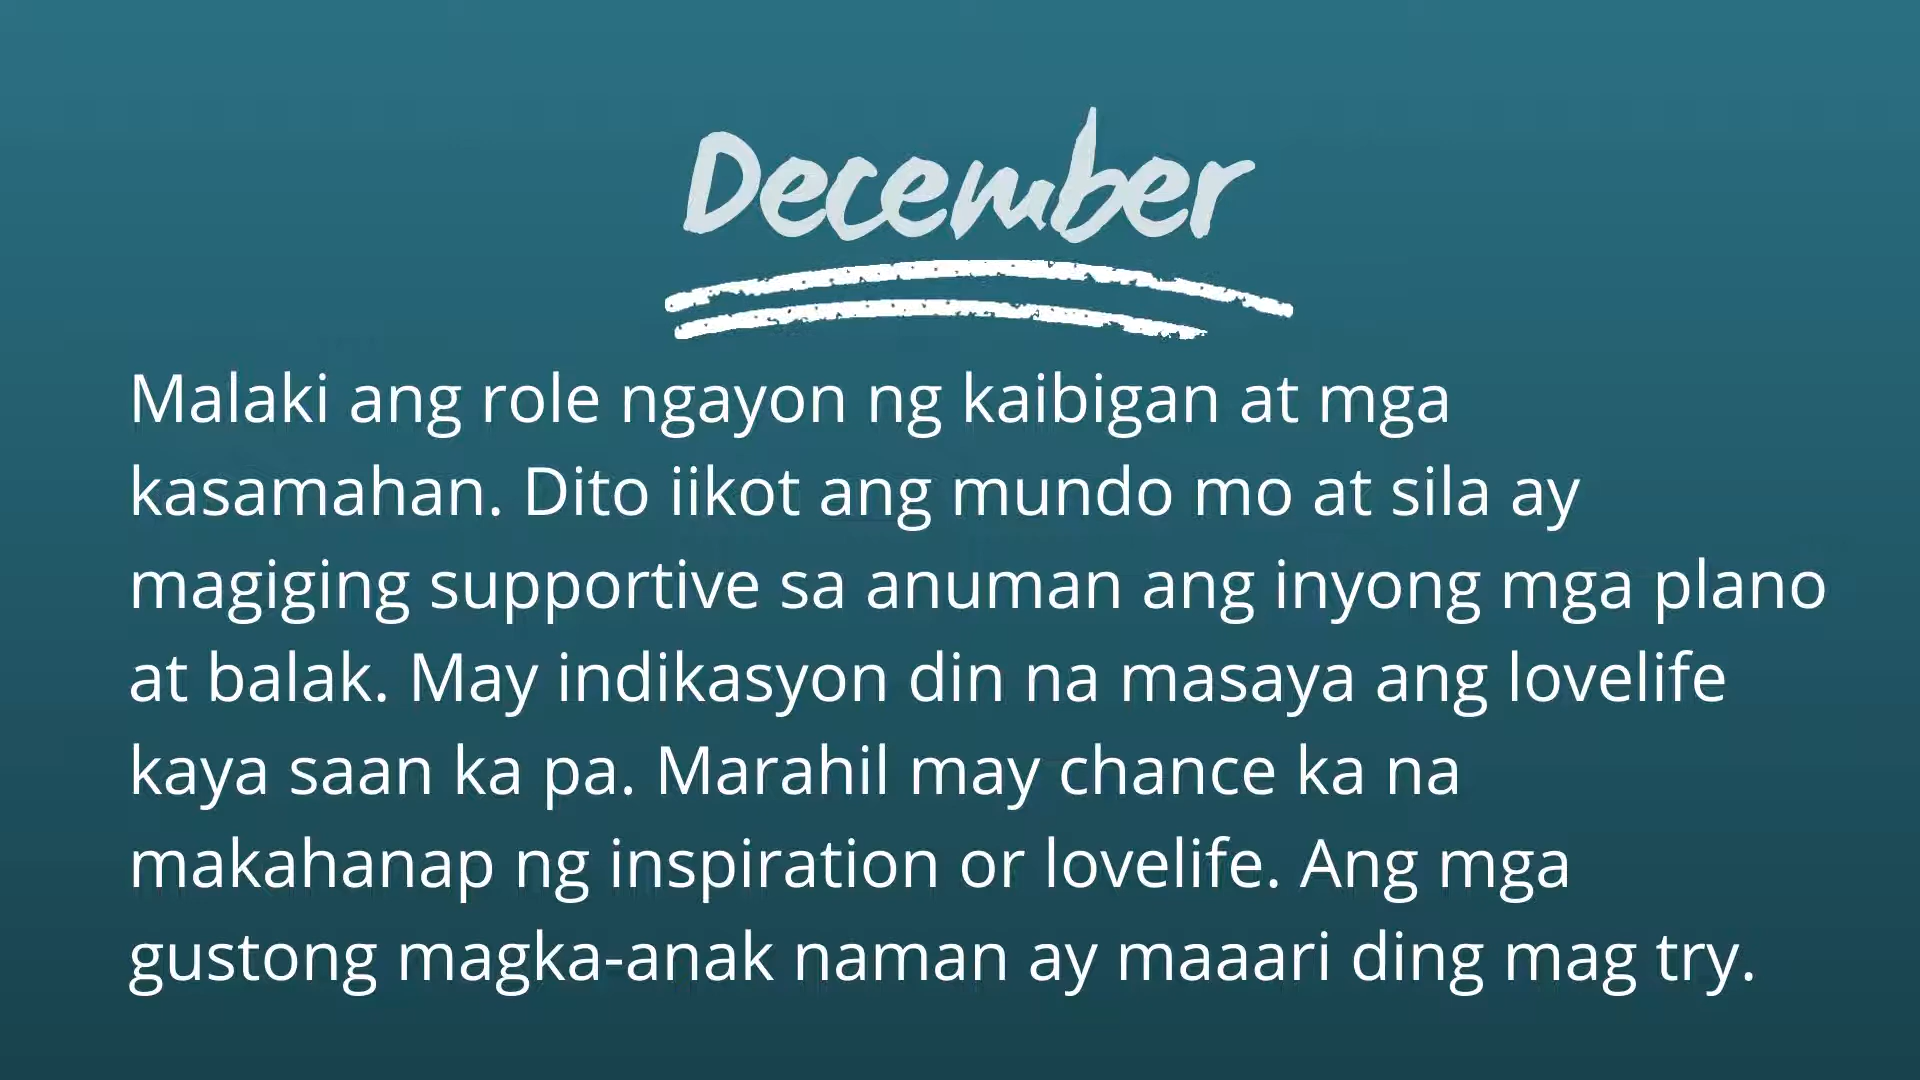 December
Malaki ang role ngayon ng kaibigan at mga
kasamahan. Dito iikot ang mundo mo at sila ay
magiging supportive sa anuman ang inyong mga plano
at balak. May indikasyon din na masaya ang lovelife
kaya saan ka pa. Marahil may chance ka na
makahanap ng inspiration or lovelife. Ang mga
gustong magka-anak naman ay maaari ding mag try.